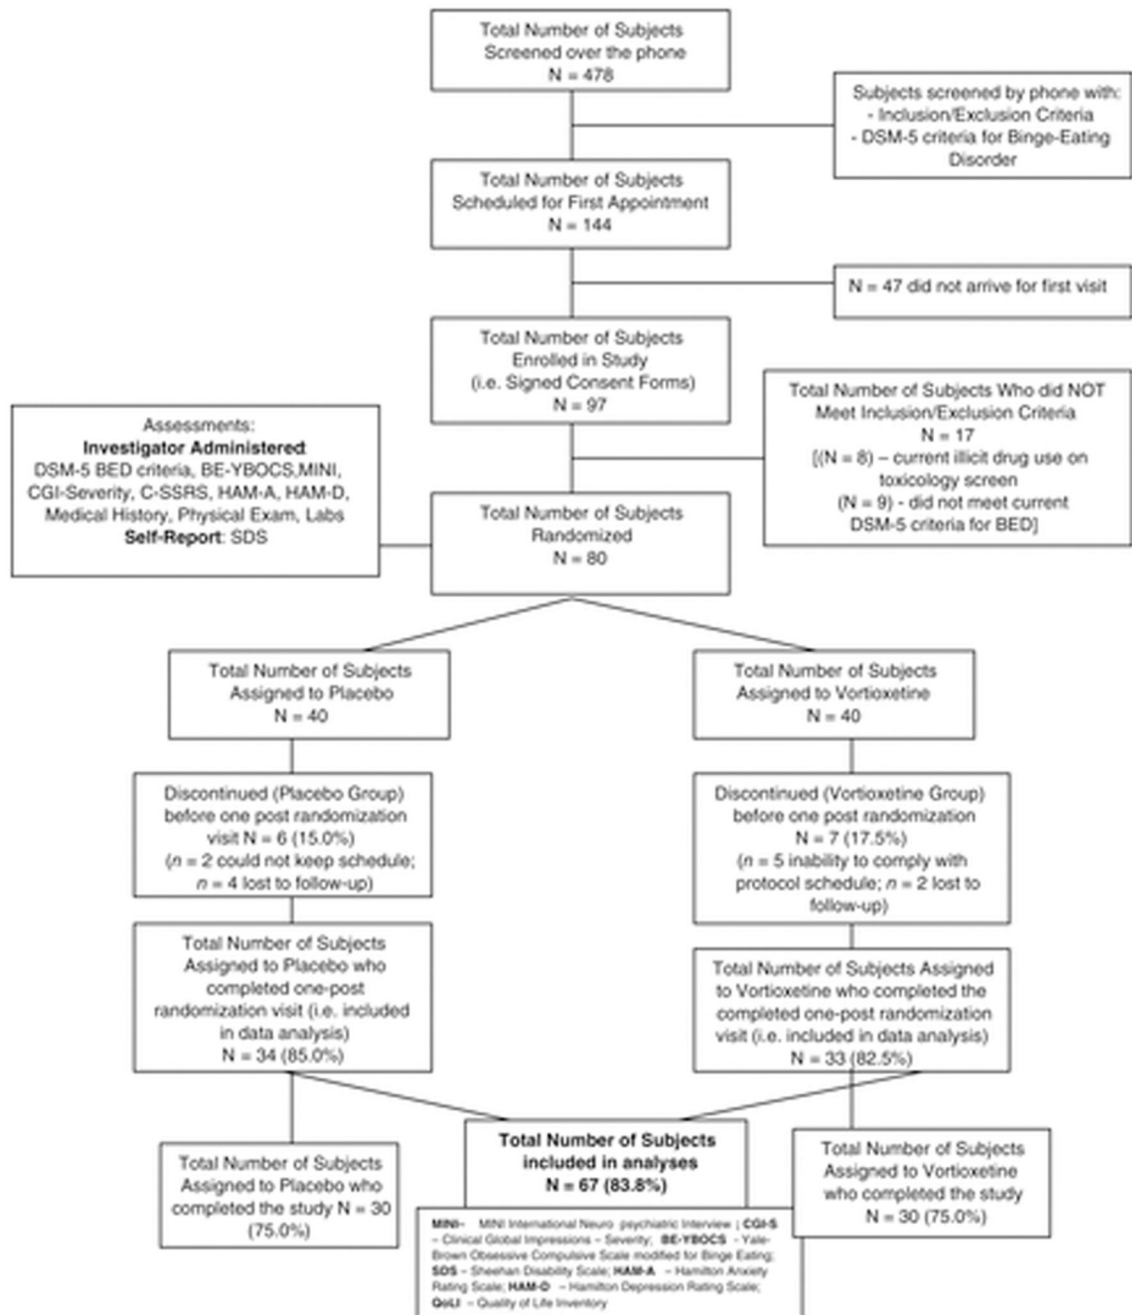 Total Number of Subjects
Screened over the phone
N = 478
Subjects screened by phone with:
- Inclusion/Exclusion Criteria
- DSM-5 criteria for Binge-Eating
Disorder
Total Number of Subjects
Scheduled for First Appointment
N = 144
N = 47 did not arrive for first visit
Total Number of Subjects
Enrolled in Study
(i.e. Signed Consent Forms)
N = 97
Total Number of Subjects Who did NOT
Meet Inclusion/Exclusion Criteria
N = 17
[(N = 8) – current illicit drug use on
toxicology screen
(N = 9) - did not meet current
DSM-5 criteria for BED]
Assessments:
Investigator Administered:
DSM-5 BED criteria, BE-YBOCS,MINI,
CGI-Severity, C-SSRS, HAM-A, HAM-D,
Medical History, Physical Exam, Labs
Self-Report: SDS
Total Number of Subjects
Randomized
N = 80
Total Number of Subjects
Assigned to Placebo
N = 40
Total Number of Subjects
Assigned to Vortioxetine
N = 40
Discontinued (Placebo Group)
before one post randomization
visit N = 6 (15.0%)
(n = 2 could not keep schedule;
n = 4 lost to follow-up)
Discontinued (Vortioxetine Group)
before one post randomization
N = 7 (17.5%)
(n = 5 inability to comply with
protocol schedule; n = 2 lost to
follow-up)
Total Number of Subjects
Assigned to Placebo who
completed one-post
randomization visit (i.e. included
in data analysis)
N = 34 (85.0%)
Total Number of Subjects Assigned
to Vortioxetine who completed the
completed one-post randomization
visit (i.e. included in data analysis)
N = 33 (82.5%)
Total Number of Subjects
Assigned to Placebo who
completed the study N = 30
(75.0%)
Total Number of Subjects
included in analyses
N = 67 (83.8%)
Total Number of Subjects
Assigned to Vortioxetine
who completed the study
N = 30 (75.0%)
MINI– MINI International Neuro psychiatric Interview ; CGI-S
– Clinical Global Impressions – Severity; BE-YBOCS - Yale-
Brown Obsessive Compulsive Scale modified for Binge Eating;
SDS – Sheehan Disability Scale; HAM-A – Hamilton Anxiety
Rating Scale; HAM-D – Hamilton Depression Rating Scale;
QoLI – Quality of Life Inventory